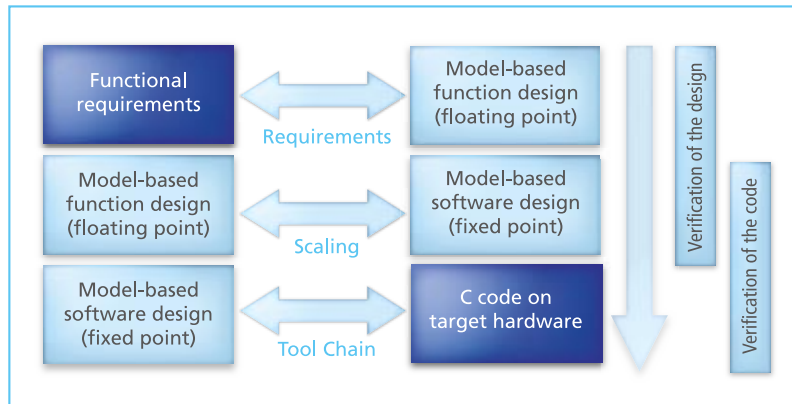 Functional
requirements
Requirements
Model-based
function design
(floating point)
Model-based
function design
(floating point)
Scaling
Model-based
software design
(fixed point)
Model-based
software design
(fixed point)
Tool Chain
C code on
target hardware
Verification of the design
Verification of the code